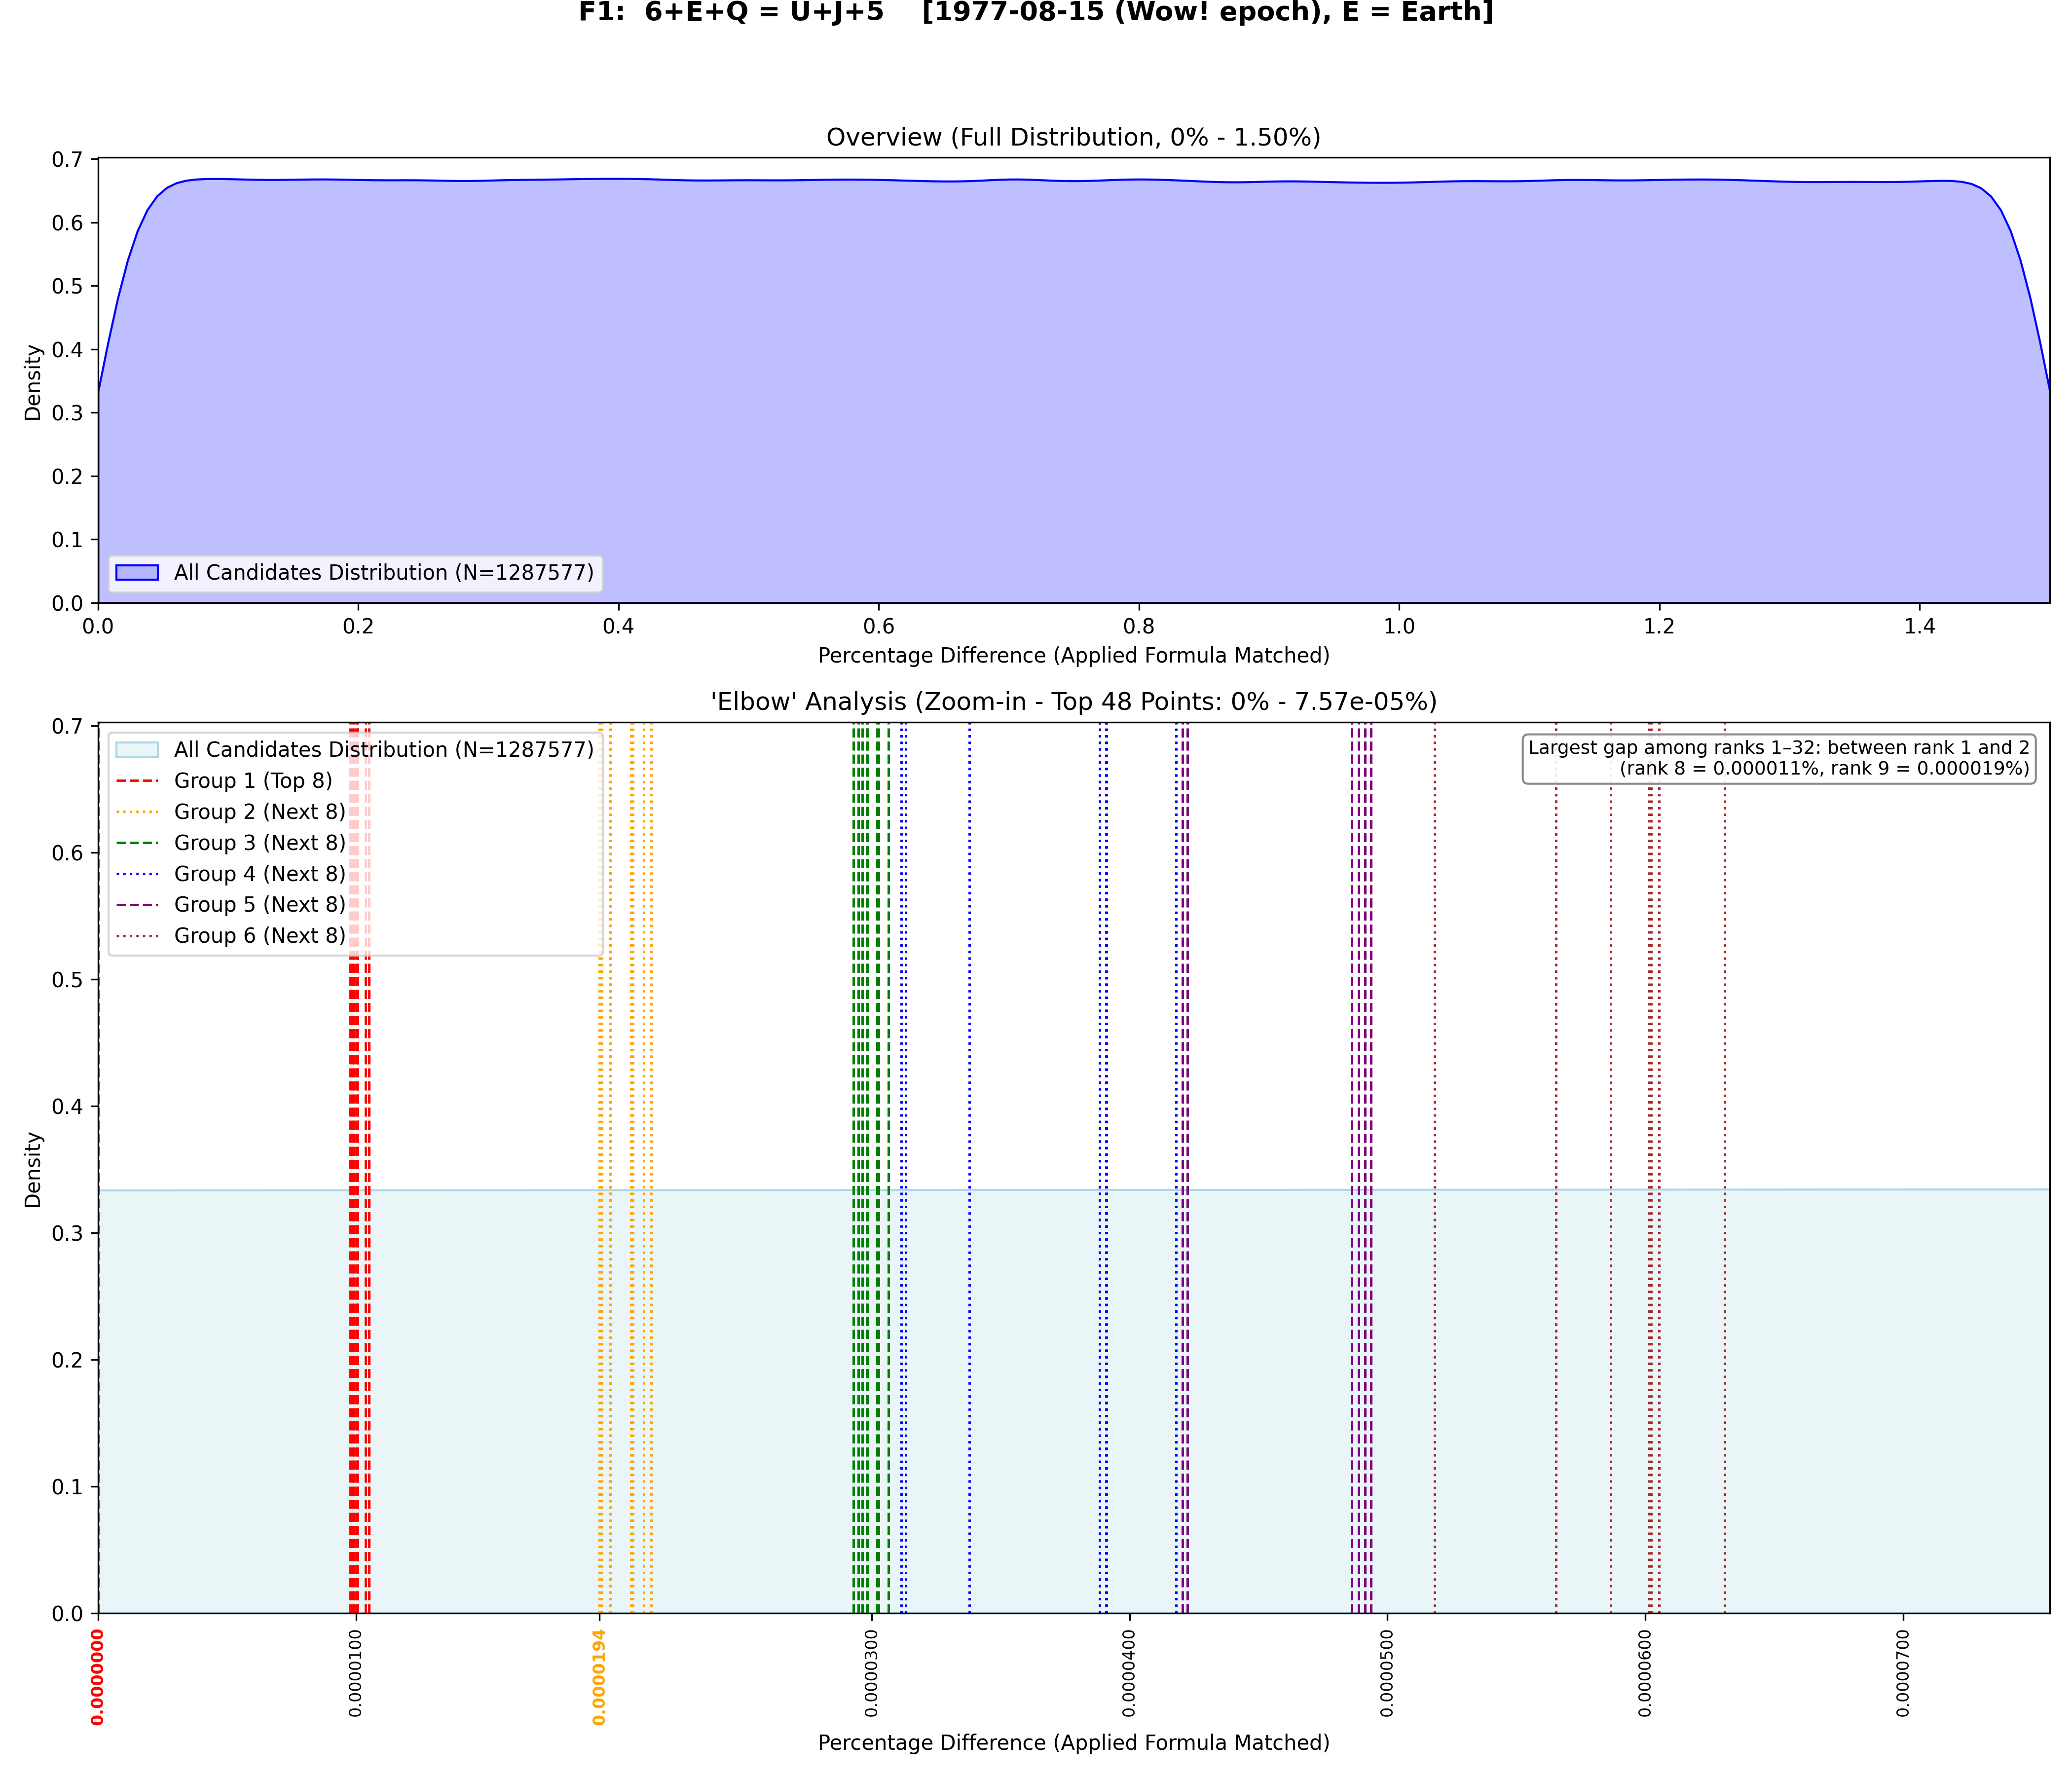 F1:  6+E+Q = U+J+5    [1977-08-15 (Wow! epoch), E = Earth]
Overview (Full Distribution, 0% - 1.50%)
0.7
0.6
0.5
0.4
0.3
0.2
0.1
0.0
Density
All Candidates Distribution (N=1287577)
0.0 0.2 0.4 0.6 0.8 1.0 1.2 1.4
Percentage Difference (Applied Formula Matched)
'Elbow' Analysis (Zoom-in - Top 48 Points: 0% - 7.57e-05%)
0.7
0.6
0.5
0.4
0.3
0.2
0.1
0.0
Density
All Candidates Distribution (N=1287577)
Group 1 (Top 8)
Group 2 (Next 8)
Group 3 (Next 8)
Group 4 (Next 8)
Group 5 (Next 8)
Group 6 (Next 8)
Largest gap among ranks 1–32: between rank 1 and 2
(rank 8 = 0.000011%, rank 9 = 0.000019%)
0.0000000
0.0000100
0.0000194
0.0000300
0.0000400
0.0000500
0.0000600
0.0000700
Percentage Difference (Applied Formula Matched)